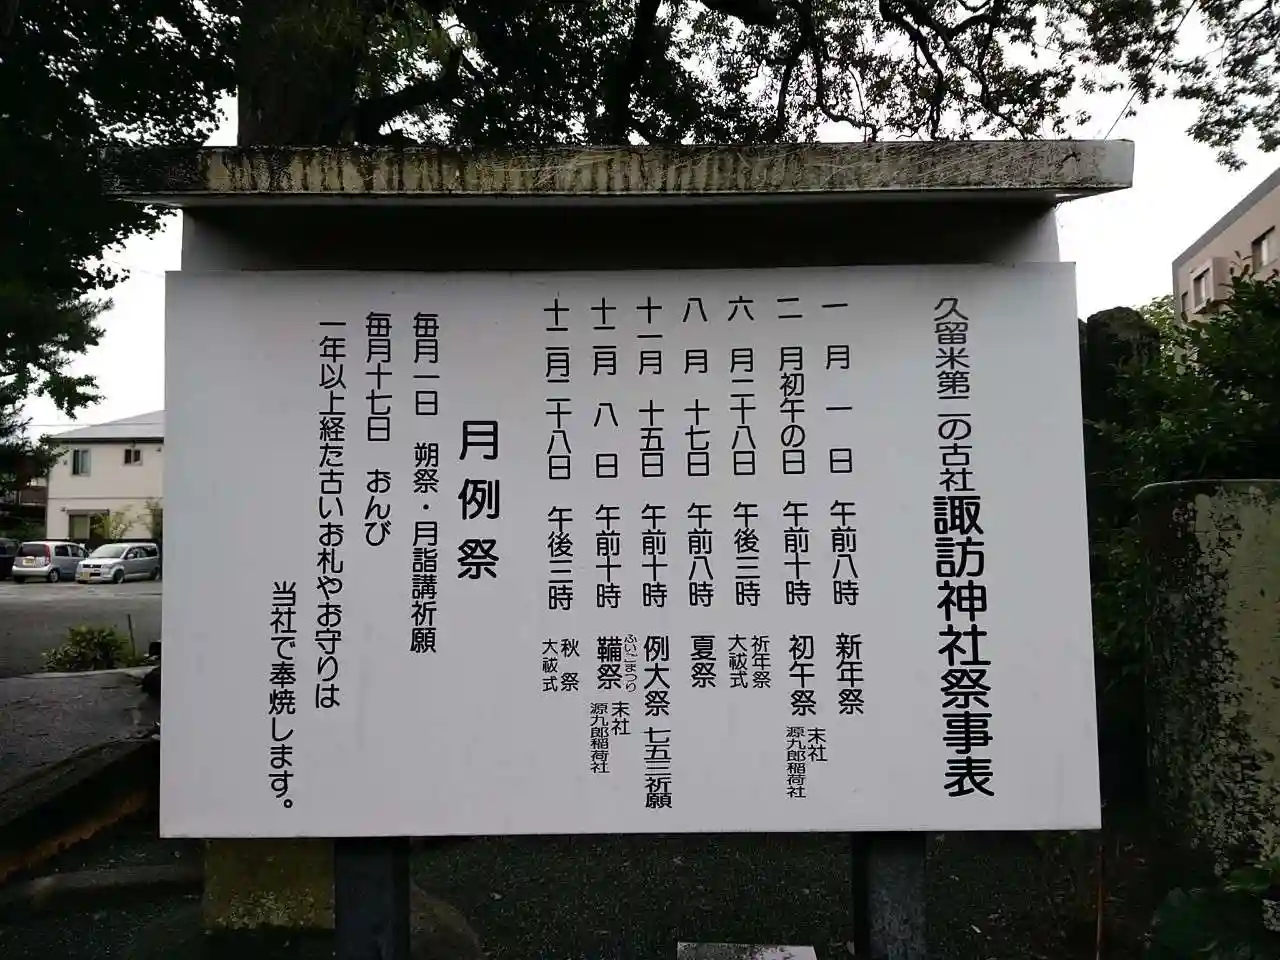 久留米第二の古社 諏訪神社祭事表
一月一日 午前八時 新年祭
二月初午の日 午前十時 初午祭 末社 源九郎稲荷社
六月二十八日 午後三時 祈年祭 大祓式
八月十七日 午前八時 夏祭
十一月十五日 午前十時 例大祭 七五三祈願
十二月八日 午前十時 鞴祭 ふいごまつり 末社 源九郎稲荷社
十二月二十八日 午後三時 秋祭 大祓式
月例祭
毎月一日 朔祭・月詣講祈願
毎月十七日 おんび
一年以上経た古いお札やお守りは
当社で奉焼します。